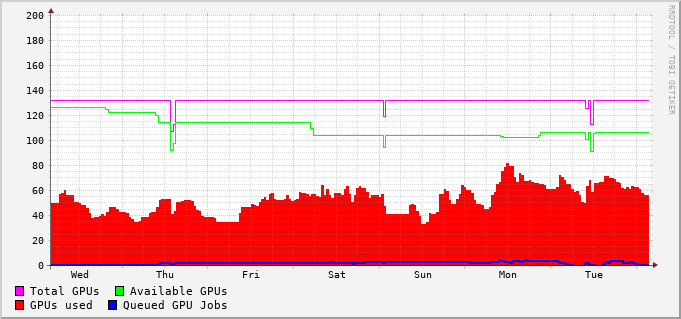 RRDTOOL / TOBI OETIKER
200
180
160
140
120
100
80
60
40
20
0
Wed Thu Fri Sat Sun Mon Tue
Total GPUs Available GPUs
GPUs used Queued GPU Jobs